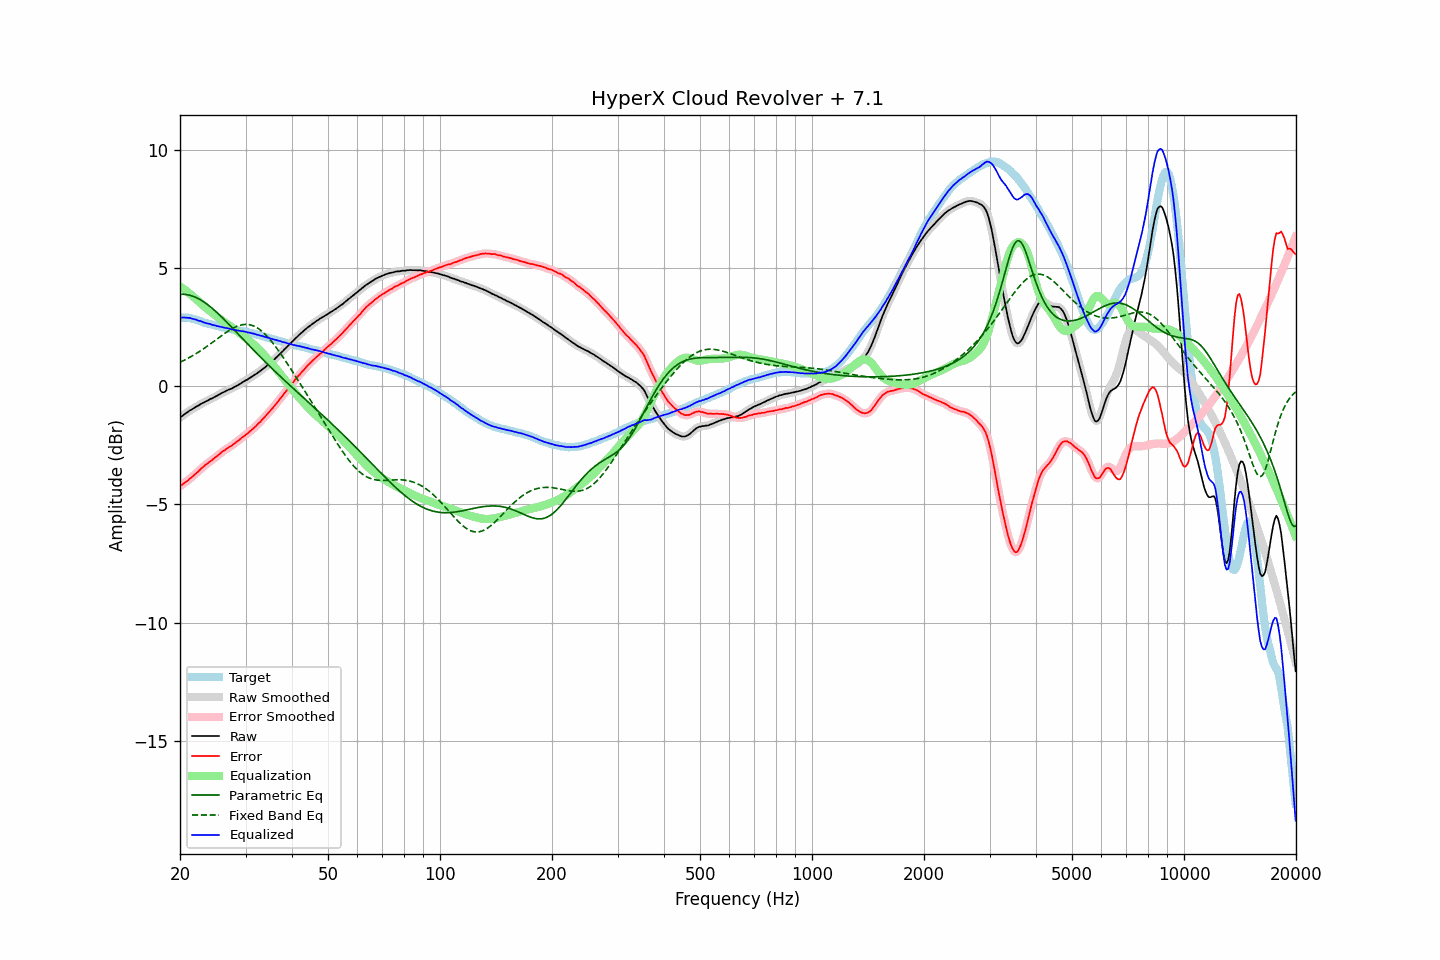 HyperX Cloud Revolver + 7.1
Amplitude (dBr)
10
5
0
−5
−10
−15
Target
Raw Smoothed
Error Smoothed
Raw
Error
Equalization
Parametric Eq
Fixed Band Eq
Equalized
20 50 100 200 500 1000 2000 5000 10000 20000
Frequency (Hz)